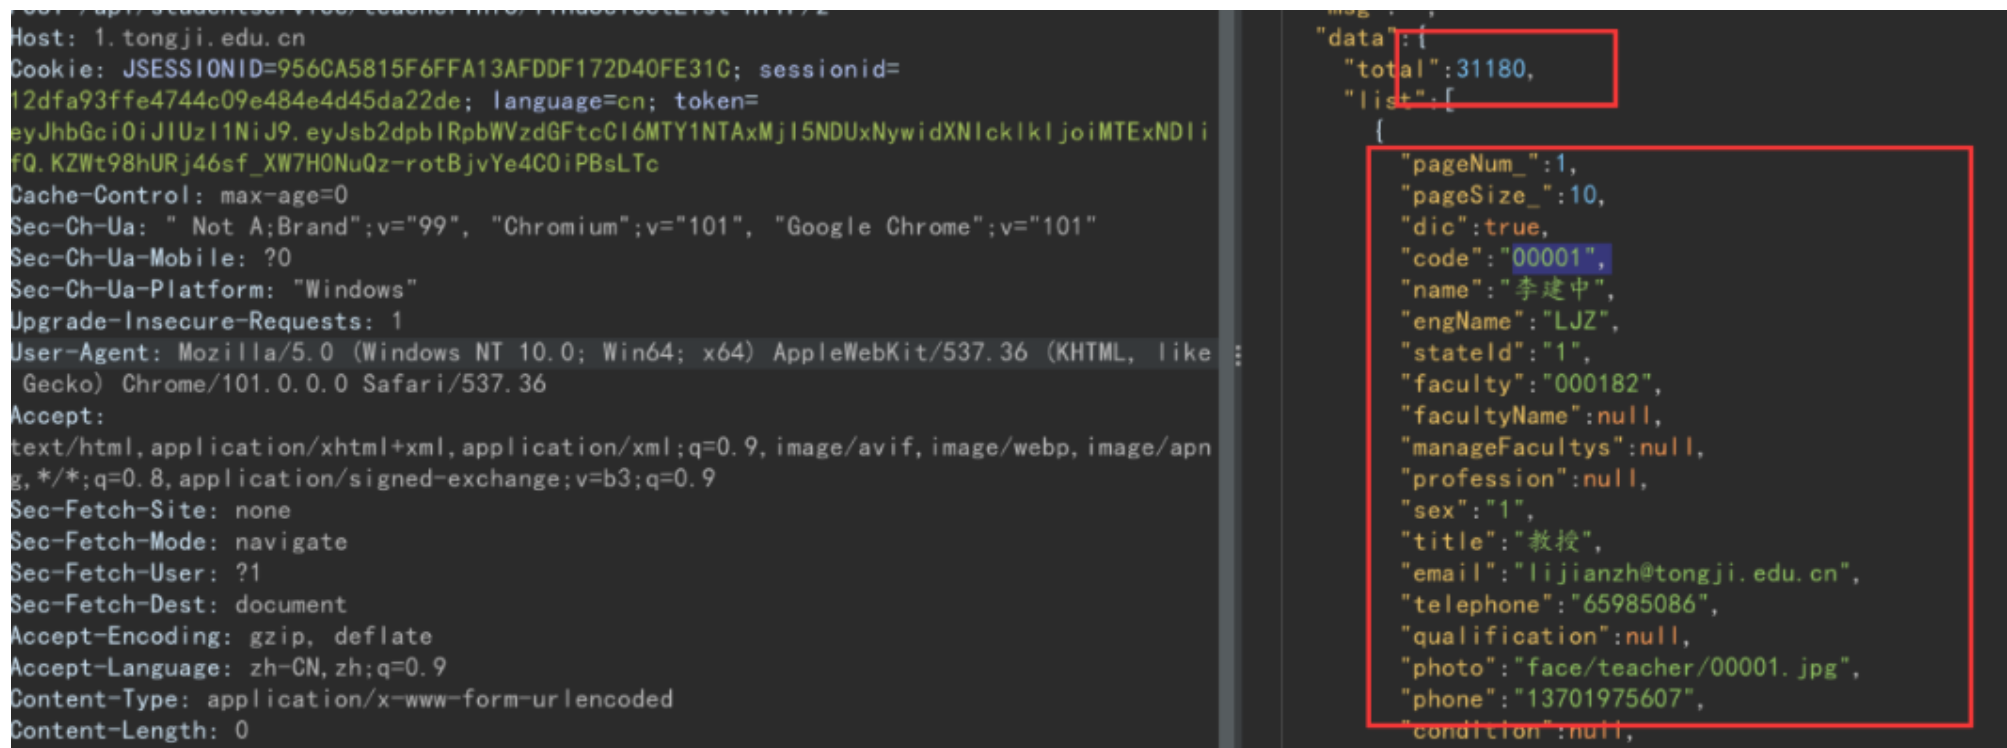 Host: 1.tongji.edu.cn
Cookie: JSESSIONID=956CA5815F6FFA13AFDDF172D40FE31C; sessionid=
12dfa93ffe4744c09e484e4d45da22de; language=cn; token=
eyJhbGciOiJIUzI1NiJ9.eyJsb2dpblRpbWVzdGFtcCI6MTY1NTAxMjI5NDUxNywidXNlcklkIjoiMTExNDIi
fQ.KZWt98hURj46sf_XW7H0NuQz-rotBjvYe4C0iPBsLTc
Cache-Control: max-age=0
Sec-Ch-Ua: " Not A;Brand";v="99", "Chromium";v="101", "Google Chrome";v="101"
Sec-Ch-Ua-Mobile: ?0
Sec-Ch-Ua-Platform: "Windows"
Upgrade-Insecure-Requests: 1
User-Agent: Mozilla/5.0 (Windows NT 10.0; Win64; x64) AppleWebKit/537.36 (KHTML, like
Gecko) Chrome/101.0.0.0 Safari/537.36
Accept:
text/html,application/xhtml+xml,application/xml;q=0.9,image/avif,image/webp,image/apn
g,*/*;q=0.8,application/signed-exchange;v=b3;q=0.9
Sec-Fetch-Site: none
Sec-Fetch-Mode: navigate
Sec-Fetch-User: ?1
Sec-Fetch-Dest: document
Accept-Encoding: gzip, deflate
Accept-Language: zh-CN,zh;q=0.9
Content-Type: application/x-www-form-urlencoded
Content-Length: 0
"data":{
"total":31180,
"list":[
{
"pageNum_":1,
"pageSize_":10,
"dic":true,
"code":"00001",
"name":"李建中",
"engName":"LJZ",
"stateId":"1",
"faculty":"000182",
"facultyName":null,
"manageFacultys":null,
"profession":null,
"sex":"1",
"title":"教授",
"email":"lijianzh@tongji.edu.cn",
"telephone":"65985086",
"qualification":null,
"photo":"face/teacher/00001.jpg",
"phone":"13701975607",
"condition":null,